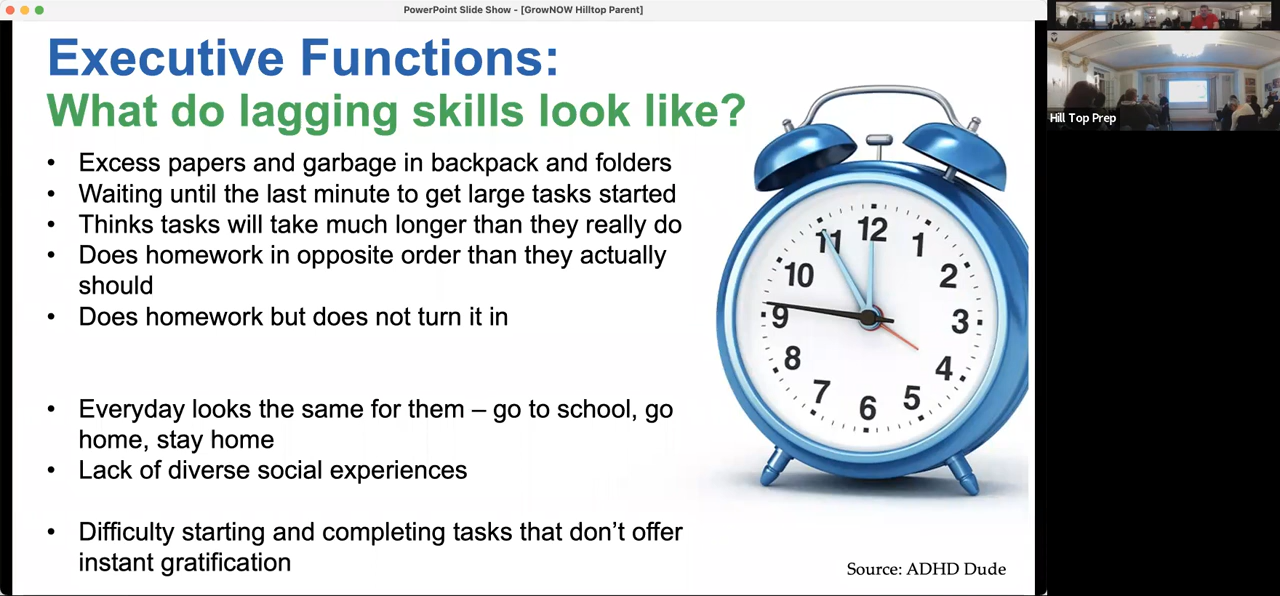 PowerPoint Slide Show - [GrowNOW Hilltop Parent]
Executive Functions:
What do lagging skills look like?
• Excess papers and garbage in backpack and folders
• Waiting until the last minute to get large tasks started
• Thinks tasks will take much longer than they really do
• Does homework in opposite order than they actually
should
• Does homework but does not turn it in
• Everyday looks the same for them – go to school, go
home, stay home
• Lack of diverse social experiences
• Difficulty starting and completing tasks that don’t offer
instant gratification
12
1
2
3
4
5
6
7
8
9
10
11
Source: ADHD Dude
Hill Top Prep